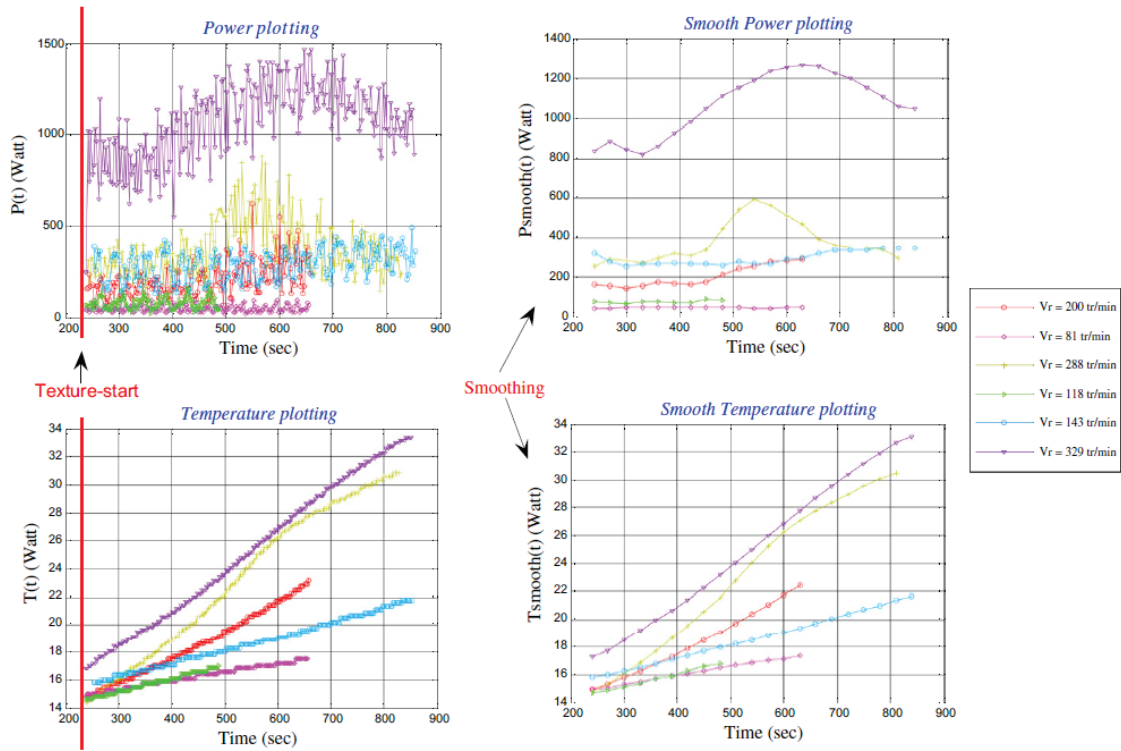 Power plotting
1500
1000
500
0
P(t) (Watt)
200 300 400 500 600 700 800 900
Time (sec)
Texture-start
Smooth Power plotting
1400
1200
1000
800
600
400
200
0
Psmooth(t) (Watt)
200 300 400 500 600 700 800 900
Time (sec)
Smoothing
Vr = 200 tr/min
Vr = 81 tr/min
Vr = 288 tr/min
Vr = 118 tr/min
Vr = 143 tr/min
Vr = 329 tr/min
Temperature plotting
34
32
30
28
26
24
22
20
18
16
14
T(t) (Watt)
200 300 400 500 600 700 800 900
Time (sec)
Smooth Temperature plotting
34
32
30
28
26
24
22
20
18
16
14
Tsmooth(t) (Watt)
200 300 400 500 600 700 800 900
Time (sec)